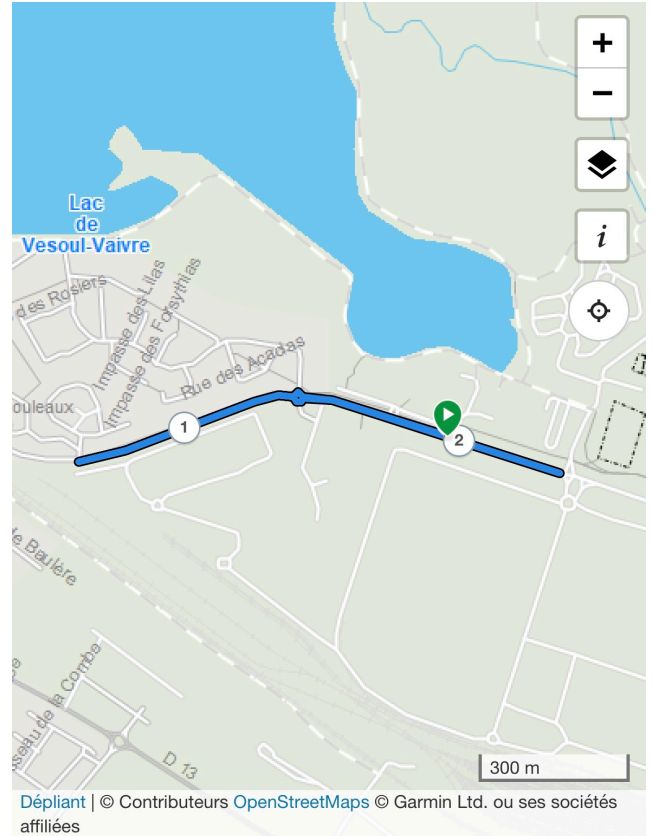 +
−
i
Lac
de
Vesoul-Vaivre
des Rosiers
Impasse des Lilas
Impasse des Forsythias
Rue des Acacias
ouleaux
1
2
de Baulère
sseau de la Combe
D 13
300 m
Dépliant | © Contributeurs OpenStreetMaps © Garmin Ltd. ou ses sociétés
affiliées